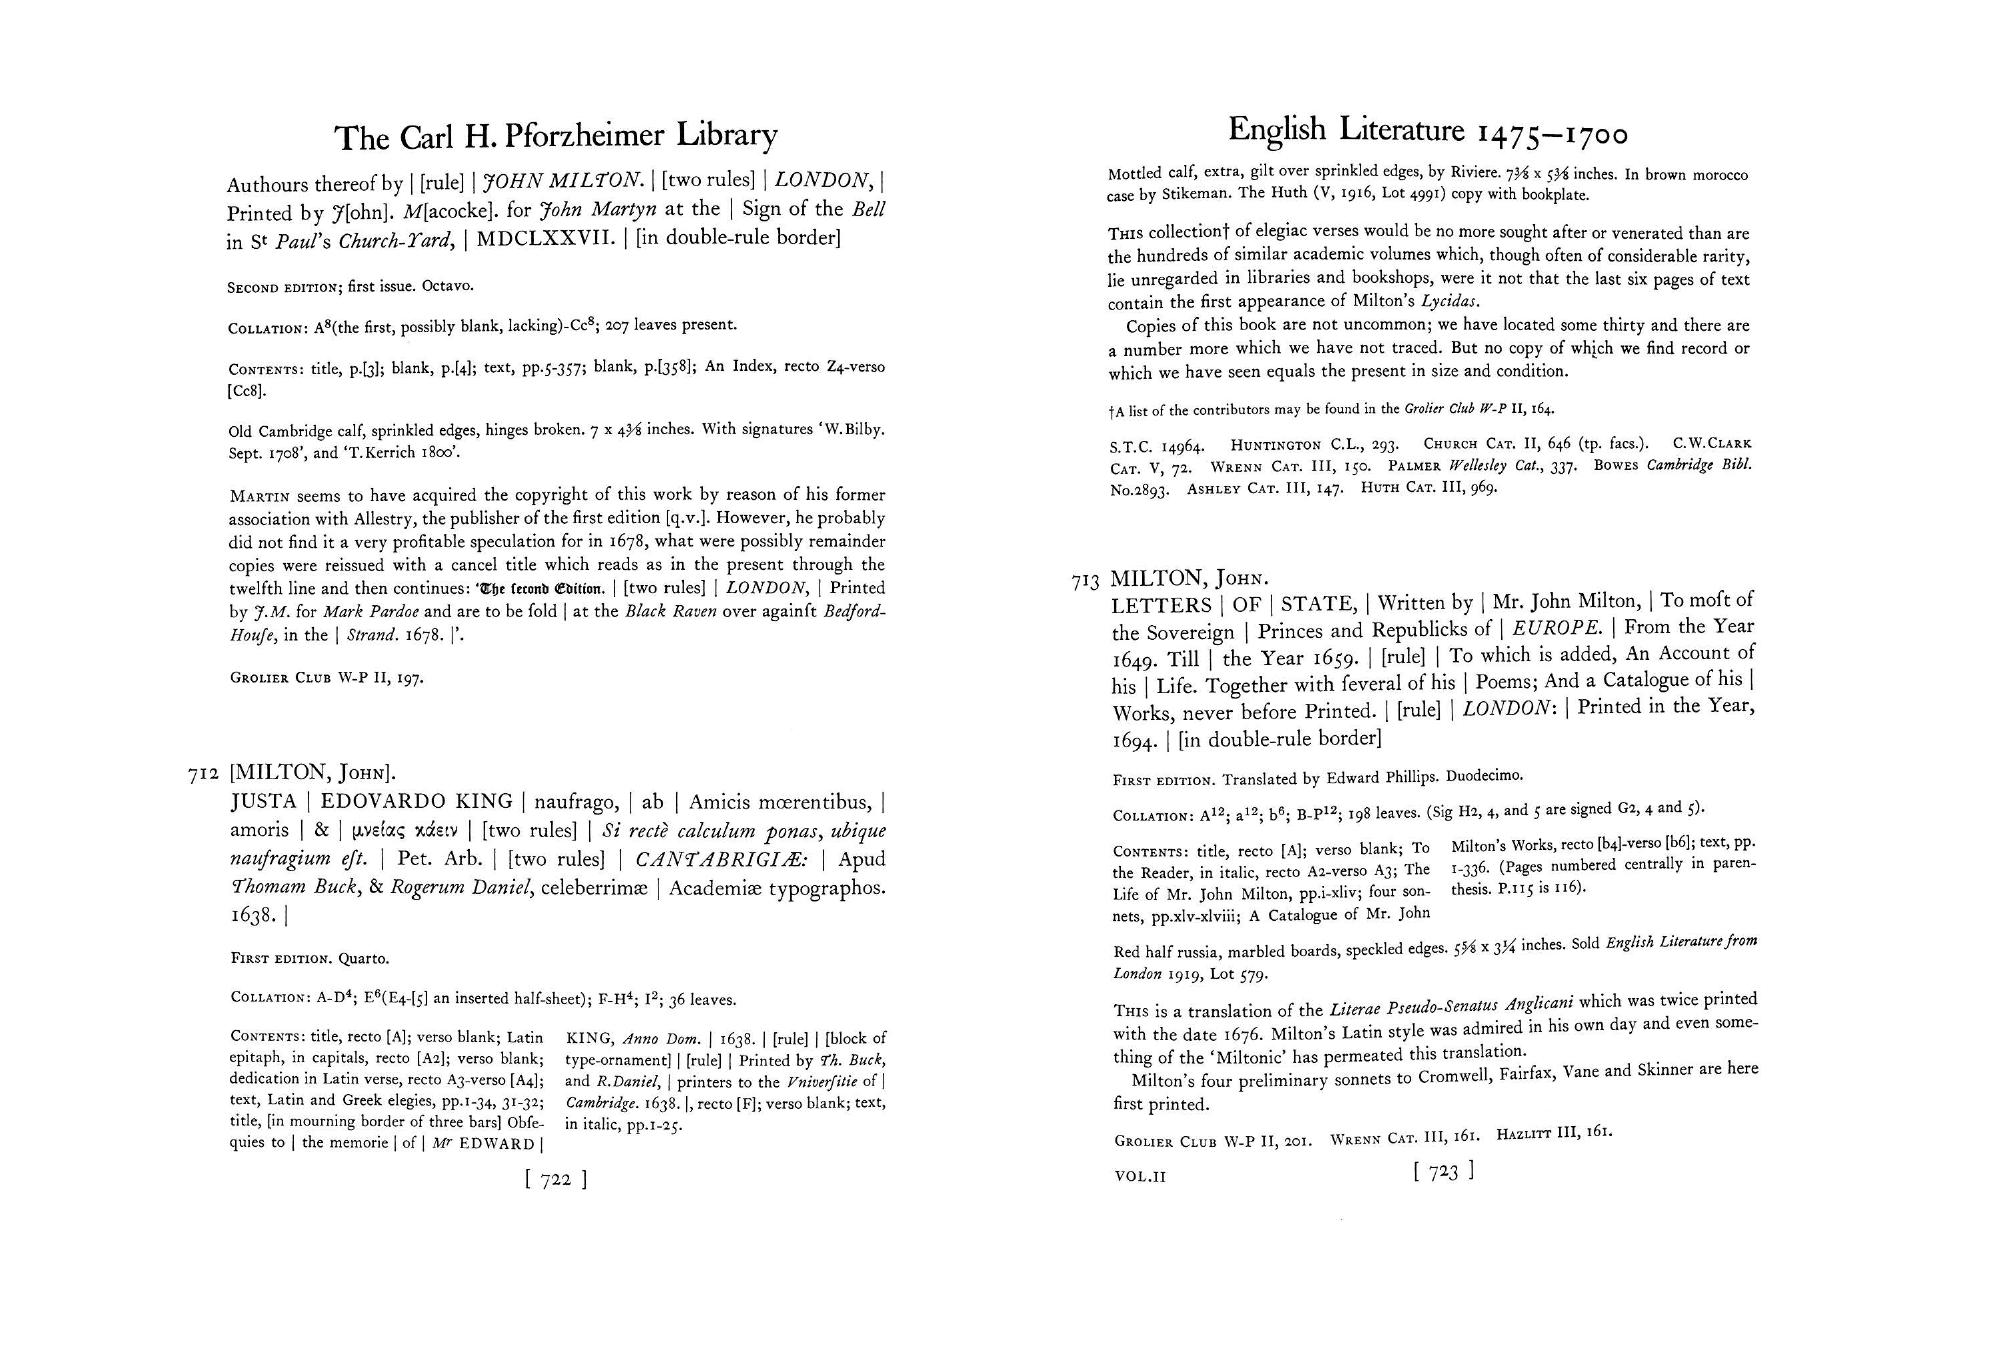 The Carl H. Pforzheimer Library
Authours thereof by | [rule] | JOHN MILTON. | [two rules] | LONDON, |
Printed by J[ohn]. M[acocke]. for John Martyn at the | Sign of the Bell
in St Paul's Church-Yard, | MDCLXXVII. | [in double-rule border]
SECOND EDITION; first issue. Octavo.
COLLATION: A⁸(the first, possibly blank, lacking)-Cc⁸; 207 leaves present.
CONTENTS: title, p.[3]; blank, p.[4]; text, pp.5-357; blank, p.[358]; An Index, recto Z4-verso
[Cc8].
Old Cambridge calf, sprinkled edges, hinges broken. 7 x 4⅜ inches. With signatures 'W.Bilby.
Sept. 1708', and 'T.Kerrich 1800'.
MARTIN seems to have acquired the copyright of this work by reason of his former
association with Allestry, the publisher of the first edition [q.v.]. However, he probably
did not find it a very profitable speculation for in 1678, what were possibly remainder
copies were reissued with a cancel title which reads as in the present through the
twelfth line and then continues: 'The ſecond Edition. | [two rules] | LONDON, | Printed
by J.M. for Mark Pardoe and are to be ſold | at the Black Raven over againſt Bedford-
Houſe, in the | Strand. 1678. |'.
GROLIER CLUB W-P II, 197.
712 [MILTON, JOHN].
JUSTA | EDOVARDO KING | naufrago, | ab | Amicis mœrentibus, |
amoris | & | μνείας χάειν | [two rules] | Si rectè calculum ponas, ubique
naufragium eſt. | Pet. Arb. | [two rules] | CANTABRIGIÆ: | Apud
Thomam Buck, & Rogerum Daniel, celeberrimæ | Academiæ typographos.
1638. |
FIRST EDITION. Quarto.
COLLATION: A-D⁴; E⁶(E4-[5] an inserted half-sheet); F-H⁴; I²; 36 leaves.
CONTENTS: title, recto [A]; verso blank; Latin
epitaph, in capitals, recto [A2]; verso blank;
dedication in Latin verse, recto A3-verso [A4];
text, Latin and Greek elegies, pp.1-34, 31-32;
title, [in mourning border of three bars] Obſe-
quies to | the memorie | of | Mr EDWARD |
KING, Anno Dom. | 1638. | [rule] | [block of
type-ornament] | [rule] | Printed by Th. Buck,
and R.Daniel, | printers to the Vniverſitie of |
Cambridge. 1638. |, recto [F]; verso blank; text,
in italic, pp.1-25.
[ 722 ]
English Literature 1475–1700
Mottled calf, extra, gilt over sprinkled edges, by Riviere. 7⅜ x 5⅜ inches. In brown morocco
case by Stikeman. The Huth (V, 1916, Lot 4991) copy with bookplate.
THIS collection† of elegiac verses would be no more sought after or venerated than are
the hundreds of similar academic volumes which, though often of considerable rarity,
lie unregarded in libraries and bookshops, were it not that the last six pages of text
contain the first appearance of Milton's Lycidas.
Copies of this book are not uncommon; we have located some thirty and there are
a number more which we have not traced. But no copy of which we find record or
which we have seen equals the present in size and condition.
†A list of the contributors may be found in the Grolier Club W-P II, 164.
S.T.C. 14964. HUNTINGTON C.L., 293. CHURCH CAT. II, 646 (tp. facs.). C.W.CLARK
CAT. V, 72. WRENN CAT. III, 150. PALMER Wellesley Cat., 337. BOWES Cambridge Bibl.
No.2893. ASHLEY CAT. III, 147. HUTH CAT. III, 969.
713 MILTON, JOHN.
LETTERS | OF | STATE, | Written by | Mr. John Milton, | To moſt of
the Sovereign | Princes and Republicks of | EUROPE. | From the Year
1649. Till | the Year 1659. | [rule] | To which is added, An Account of
his | Life. Together with ſeveral of his | Poems; And a Catalogue of his |
Works, never before Printed. | [rule] | LONDON: | Printed in the Year,
1694. | [in double-rule border]
FIRST EDITION. Translated by Edward Phillips. Duodecimo.
COLLATION: A¹²; a¹²; b⁶; B-P¹²; 198 leaves. (Sig H2, 4, and 5 are signed G2, 4 and 5).
CONTENTS: title, recto [A]; verso blank; To
the Reader, in italic, recto A2-verso A3; The
Life of Mr. John Milton, pp.i-xliv; four son-
nets, pp.xlv-xlviii; A Catalogue of Mr. John
Milton's Works, recto [b4]-verso [b6]; text, pp.
1-336. (Pages numbered centrally in paren-
thesis. P.115 is 116).
Red half russia, marbled boards, speckled edges. 5⅝ x 3¼ inches. Sold English Literature from
London 1919, Lot 579.
THIS is a translation of the Literae Pseudo-Senatus Anglicani which was twice printed
with the date 1676. Milton's Latin style was admired in his own day and even some-
thing of the 'Miltonic' has permeated this translation.
Milton's four preliminary sonnets to Cromwell, Fairfax, Vane and Skinner are here
first printed.
GROLIER CLUB W-P II, 201. WRENN CAT. III, 161. HAZLITT III, 161.
VOL.II
[ 723 ]